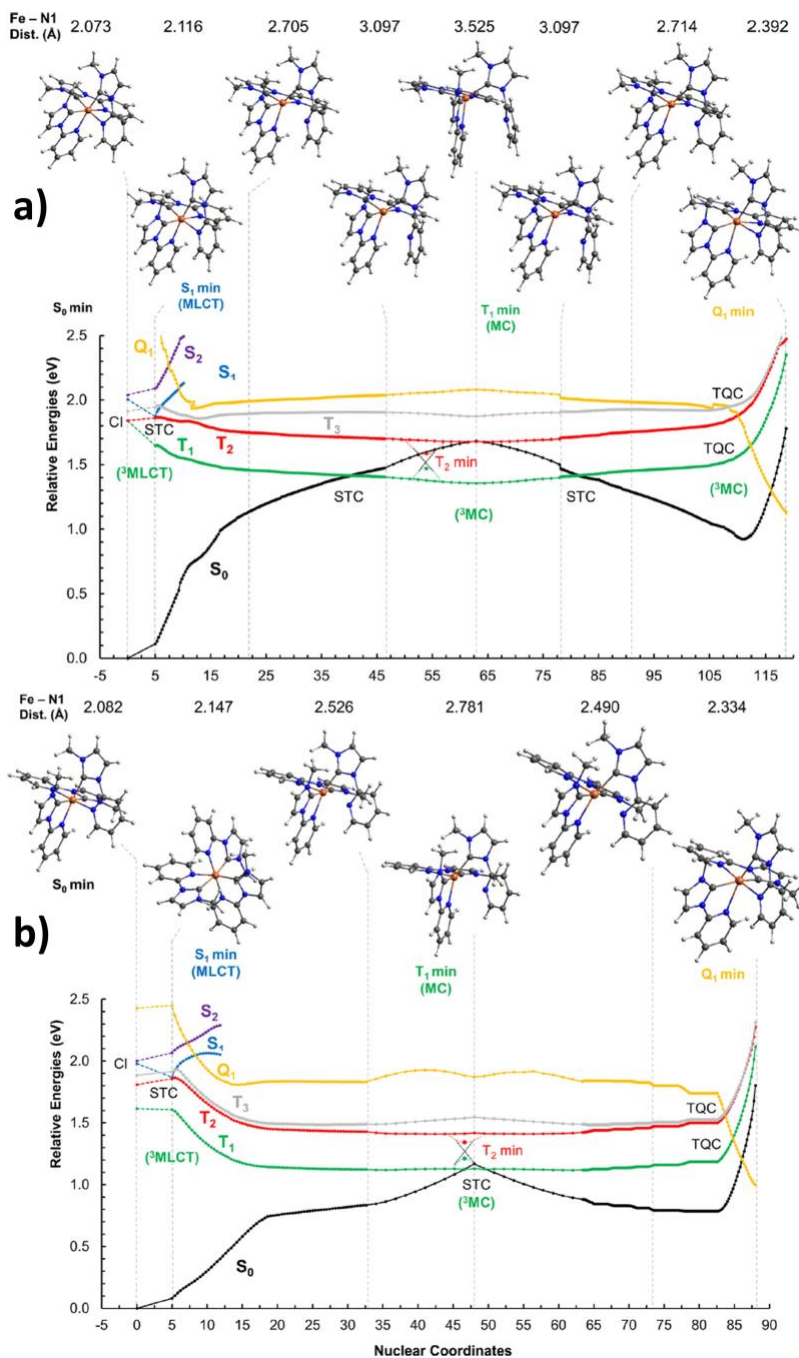 Fe – N1
Dist. (Å)
2.073 2.116 2.705 3.097 3.525 3.097 2.714 2.392
a)
S₀ min
S₁ min
(MLCT)
T₁ min
(MC)
Q₁ min
Relative Energies (eV)
2.5
2.0
1.5
1.0
0.5
0.0
Q₁
S₂
S₁
CI
STC
T₃
T₁
T₂
(³MLCT)
T₂ min
STC
(³MC)
STC
TQC
TQC
(³MC)
S₀
-5 5 15 25 35 45 55 65 75 85 95 105 115
Fe – N1
Dist. (Å)
2.082 2.147 2.526 2.781 2.490 2.334
S₀ min
b)
S₁ min
(MLCT)
T₁ min
(MC)
Q₁ min
Relative Energies (eV)
2.5
2.0
1.5
1.0
0.5
0.0
S₂
S₁
CI
Q₁
STC
T₃
T₂
T₁
(³MLCT)
T₂ min
STC
(³MC)
TQC
TQC
S₀
-5 0 5 10 15 20 25 30 35 40 45 50 55 60 65 70 75 80 85 90
Nuclear Coordinates